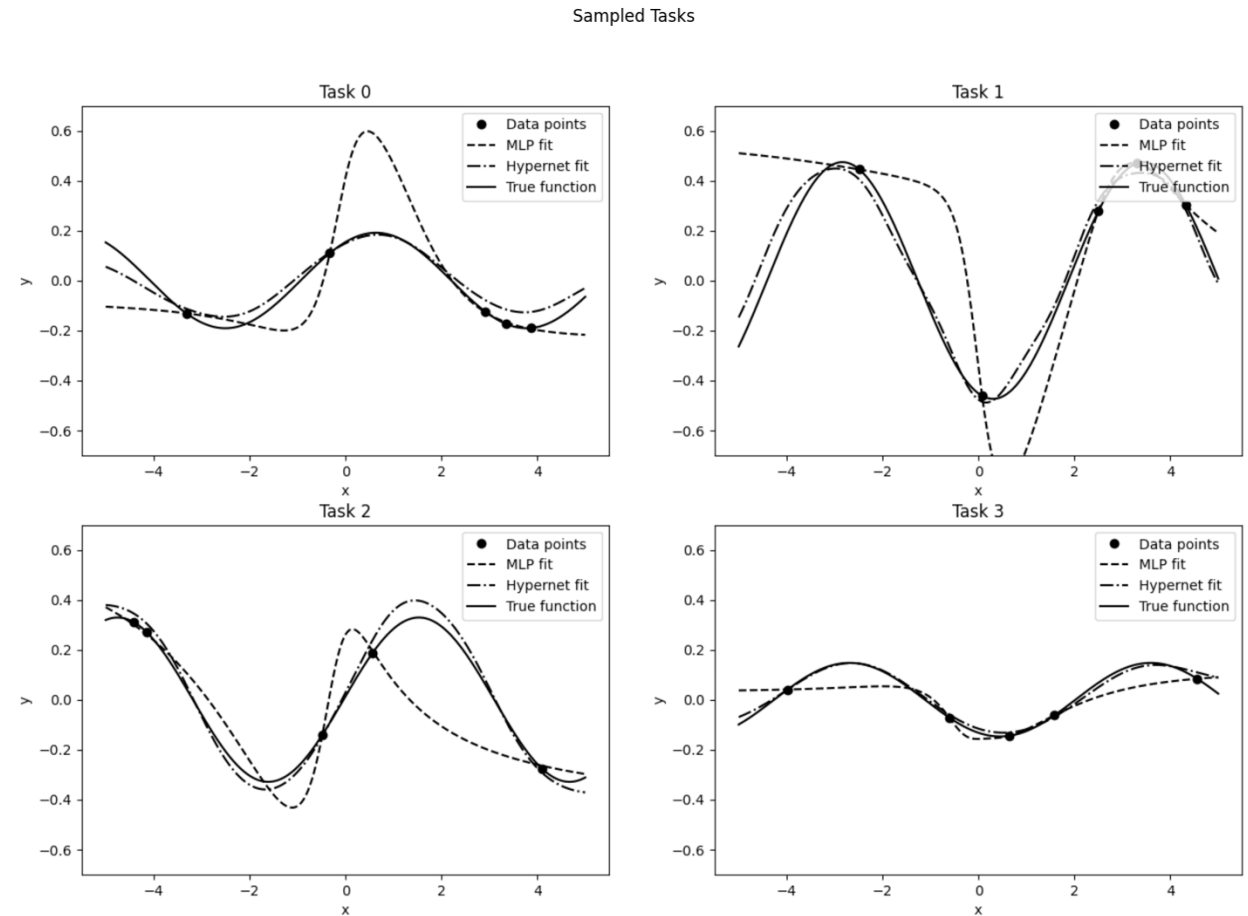 Sampled Tasks
Task 0
0.6
0.4
0.2
0.0
−0.2
−0.4
−0.6
y
Data points
MLP fit
Hypernet fit
True function
−4
−2
0
2
4
x
Task 1
0.6
0.4
0.2
0.0
−0.2
−0.4
−0.6
y
Data points
MLP fit
Hypernet fit
True function
−4
−2
0
2
4
x
Task 2
0.6
0.4
0.2
0.0
−0.2
−0.4
−0.6
y
Data points
MLP fit
Hypernet fit
True function
−4
−2
0
2
4
x
Task 3
0.6
0.4
0.2
0.0
−0.2
−0.4
−0.6
y
Data points
MLP fit
Hypernet fit
True function
−4
−2
0
2
4
x